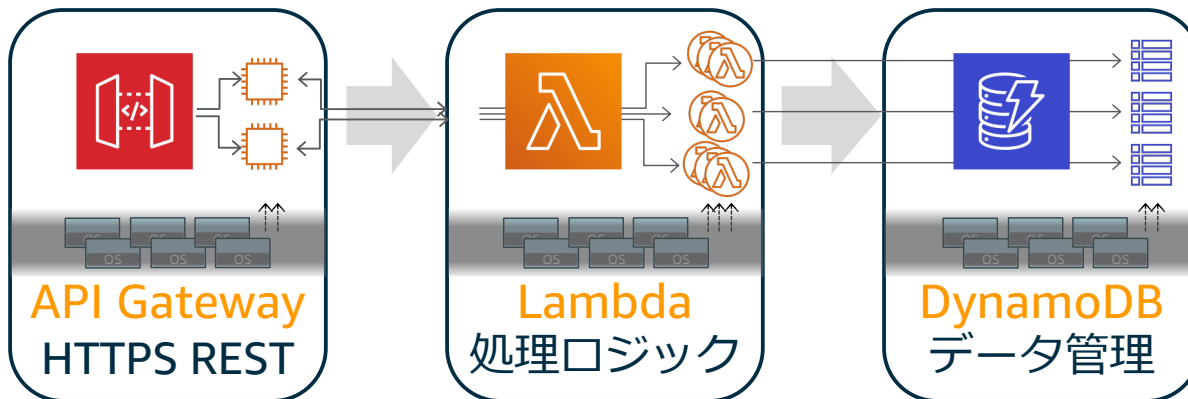 </>
OS OS OS
API Gateway
HTTPS REST
OS OS OS
Lambda
処理ロジック
OS OS OS
DynamoDB
データ管理